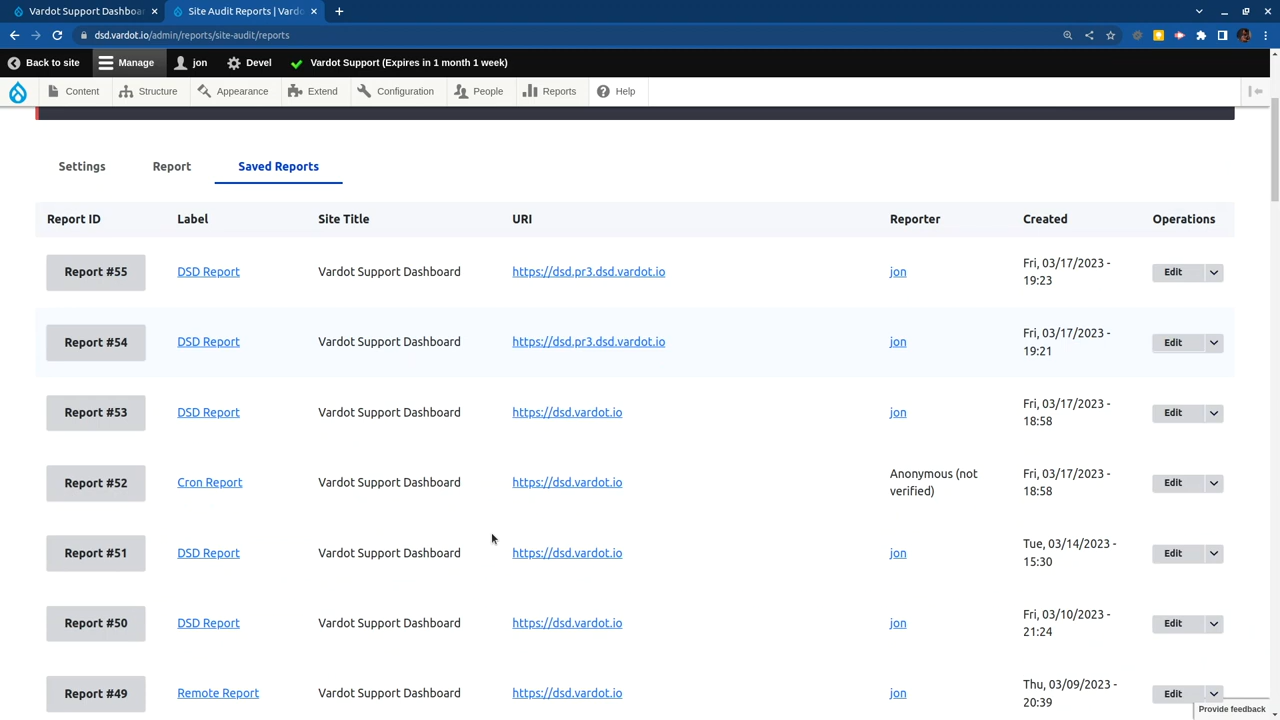 Vardot Support Dashboa
Site Audit Reports | Vardo
dsd.vardot.io/admin/reports/site-audit/reports
Back to site Manage jon Devel Vardot Support (Expires in 1 month 1 week)
Content Structure Appearance Extend Configuration People Reports Help
Settings Report Saved Reports
Report ID Label Site Title URI Reporter Created Operations
Report #55 DSD Report Vardot Support Dashboard https://dsd.pr3.dsd.vardot.io jon Fri, 03/17/2023 - Edit
19:23
Report #54 DSD Report Vardot Support Dashboard https://dsd.pr3.dsd.vardot.io jon Fri, 03/17/2023 - Edit
19:21
Report #53 DSD Report Vardot Support Dashboard https://dsd.vardot.io jon Fri, 03/17/2023 - Edit
18:58
Report #52 Cron Report Vardot Support Dashboard https://dsd.vardot.io Anonymous (not Fri, 03/17/2023 - Edit
verified) 18:58
Report #51 DSD Report Vardot Support Dashboard https://dsd.vardot.io jon Tue, 03/14/2023 - Edit
15:30
Report #50 DSD Report Vardot Support Dashboard https://dsd.vardot.io jon Fri, 03/10/2023 - Edit
21:24
Report #49 Remote Report Vardot Support Dashboard https://dsd.vardot.io jon Thu, 03/09/2023 - Edit
20:39
Provide feedback